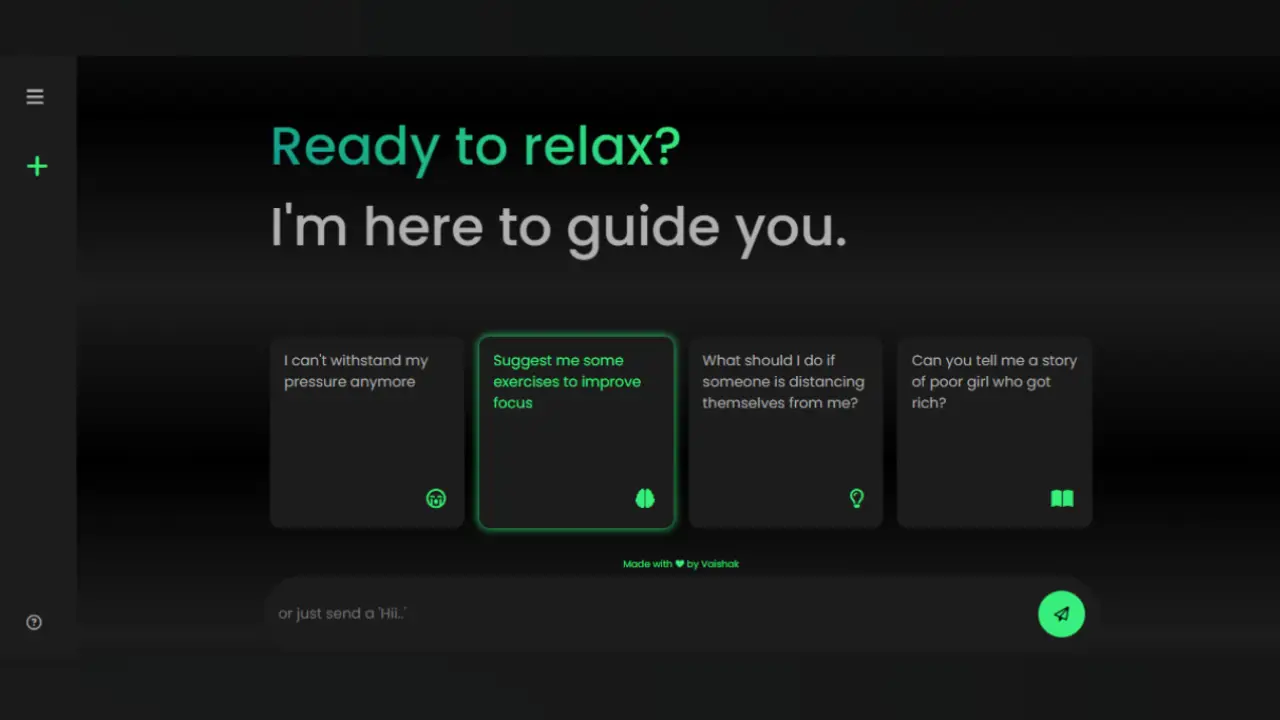 Ready to relax?
I'm here to guide you.
I can't withstand my
pressure anymore
Suggest me some
exercises to improve
focus
What should I do if
someone is distancing
themselves from me?
Can you tell me a story
of poor girl who got
rich?
Made with ♥ by Vaishak
or just send a 'Hii..'